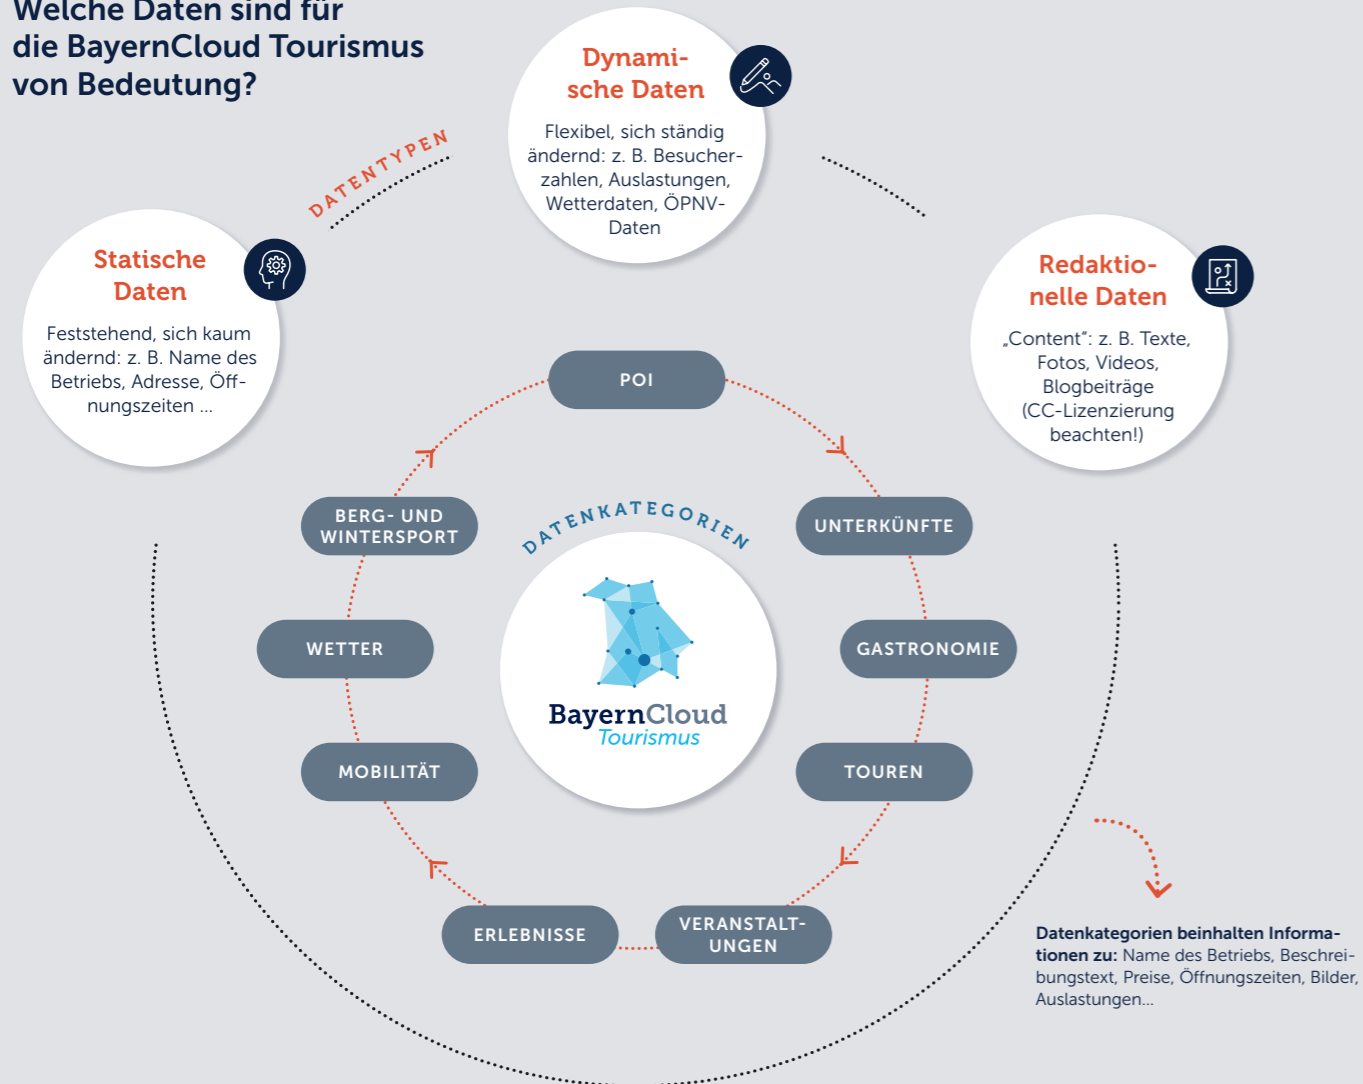 Welche Daten sind für
die BayernCloud Tourismus
von Bedeutung?
DATENTYPEN
Dynami-
sche Daten
Flexibel, sich ständig
ändernd: z. B. Besucher-
zahlen, Auslastungen,
Wetterdaten, ÖPNV-
Daten
Statische
Daten
Feststehend, sich kaum
ändernd: z. B. Name des
Betriebs, Adresse, Öff-
nungszeiten ...
Redaktio-
nelle Daten
„Content“: z. B. Texte,
Fotos, Videos,
Blogbeiträge
(CC-Lizenzierung
beachten!)
DATENKATEGORIEN
BayernCloud
Tourismus
POI
UNTERKÜNFTE
GASTRONOMIE
TOUREN
VERANSTALT-
UNGEN
ERLEBNISSE
MOBILITÄT
WETTER
BERG- UND
WINTERSPORT
Datenkategorien beinhalten Informa-
tionen zu: Name des Betriebs, Beschrei-
bungstext, Preise, Öffnungszeiten, Bilder,
Auslastungen...